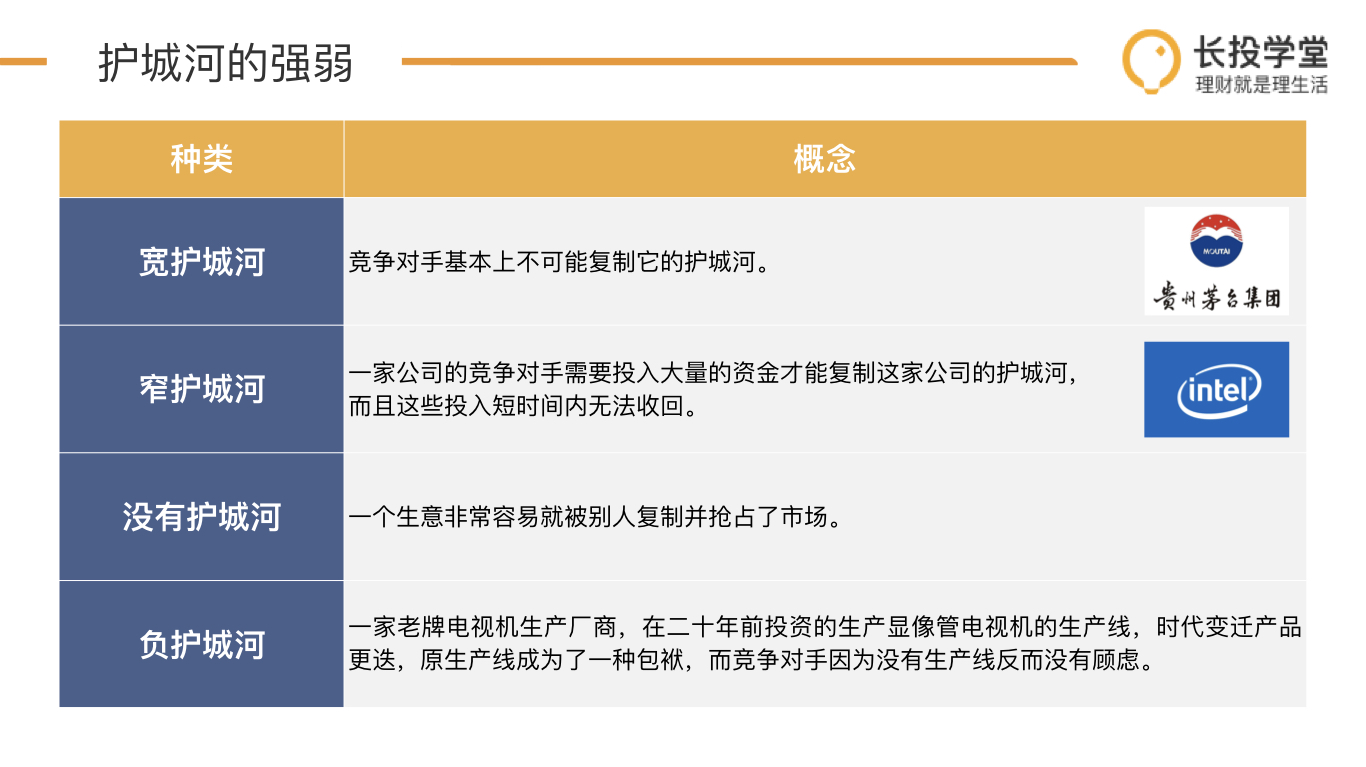 护城河的强弱
长投学堂
理财就是理生活
种类
概念
宽护城河
竞争对手基本上不可能复制它的护城河。
MOUTAI
贵州茅台集团
窄护城河
一家公司的竞争对手需要投入大量的资金才能复制这家公司的护城河，
而且这些投入短时间内无法收回。
intel
没有护城河
一个生意非常容易就被别人复制并抢占了市场。
负护城河
一家老牌电视机生产厂商，在二十年前投资的生产显像管电视机的生产线，时代变迁产品
更迭，原生产线成为了一种包袱，而竞争对手因为没有生产线反而没有顾虑。